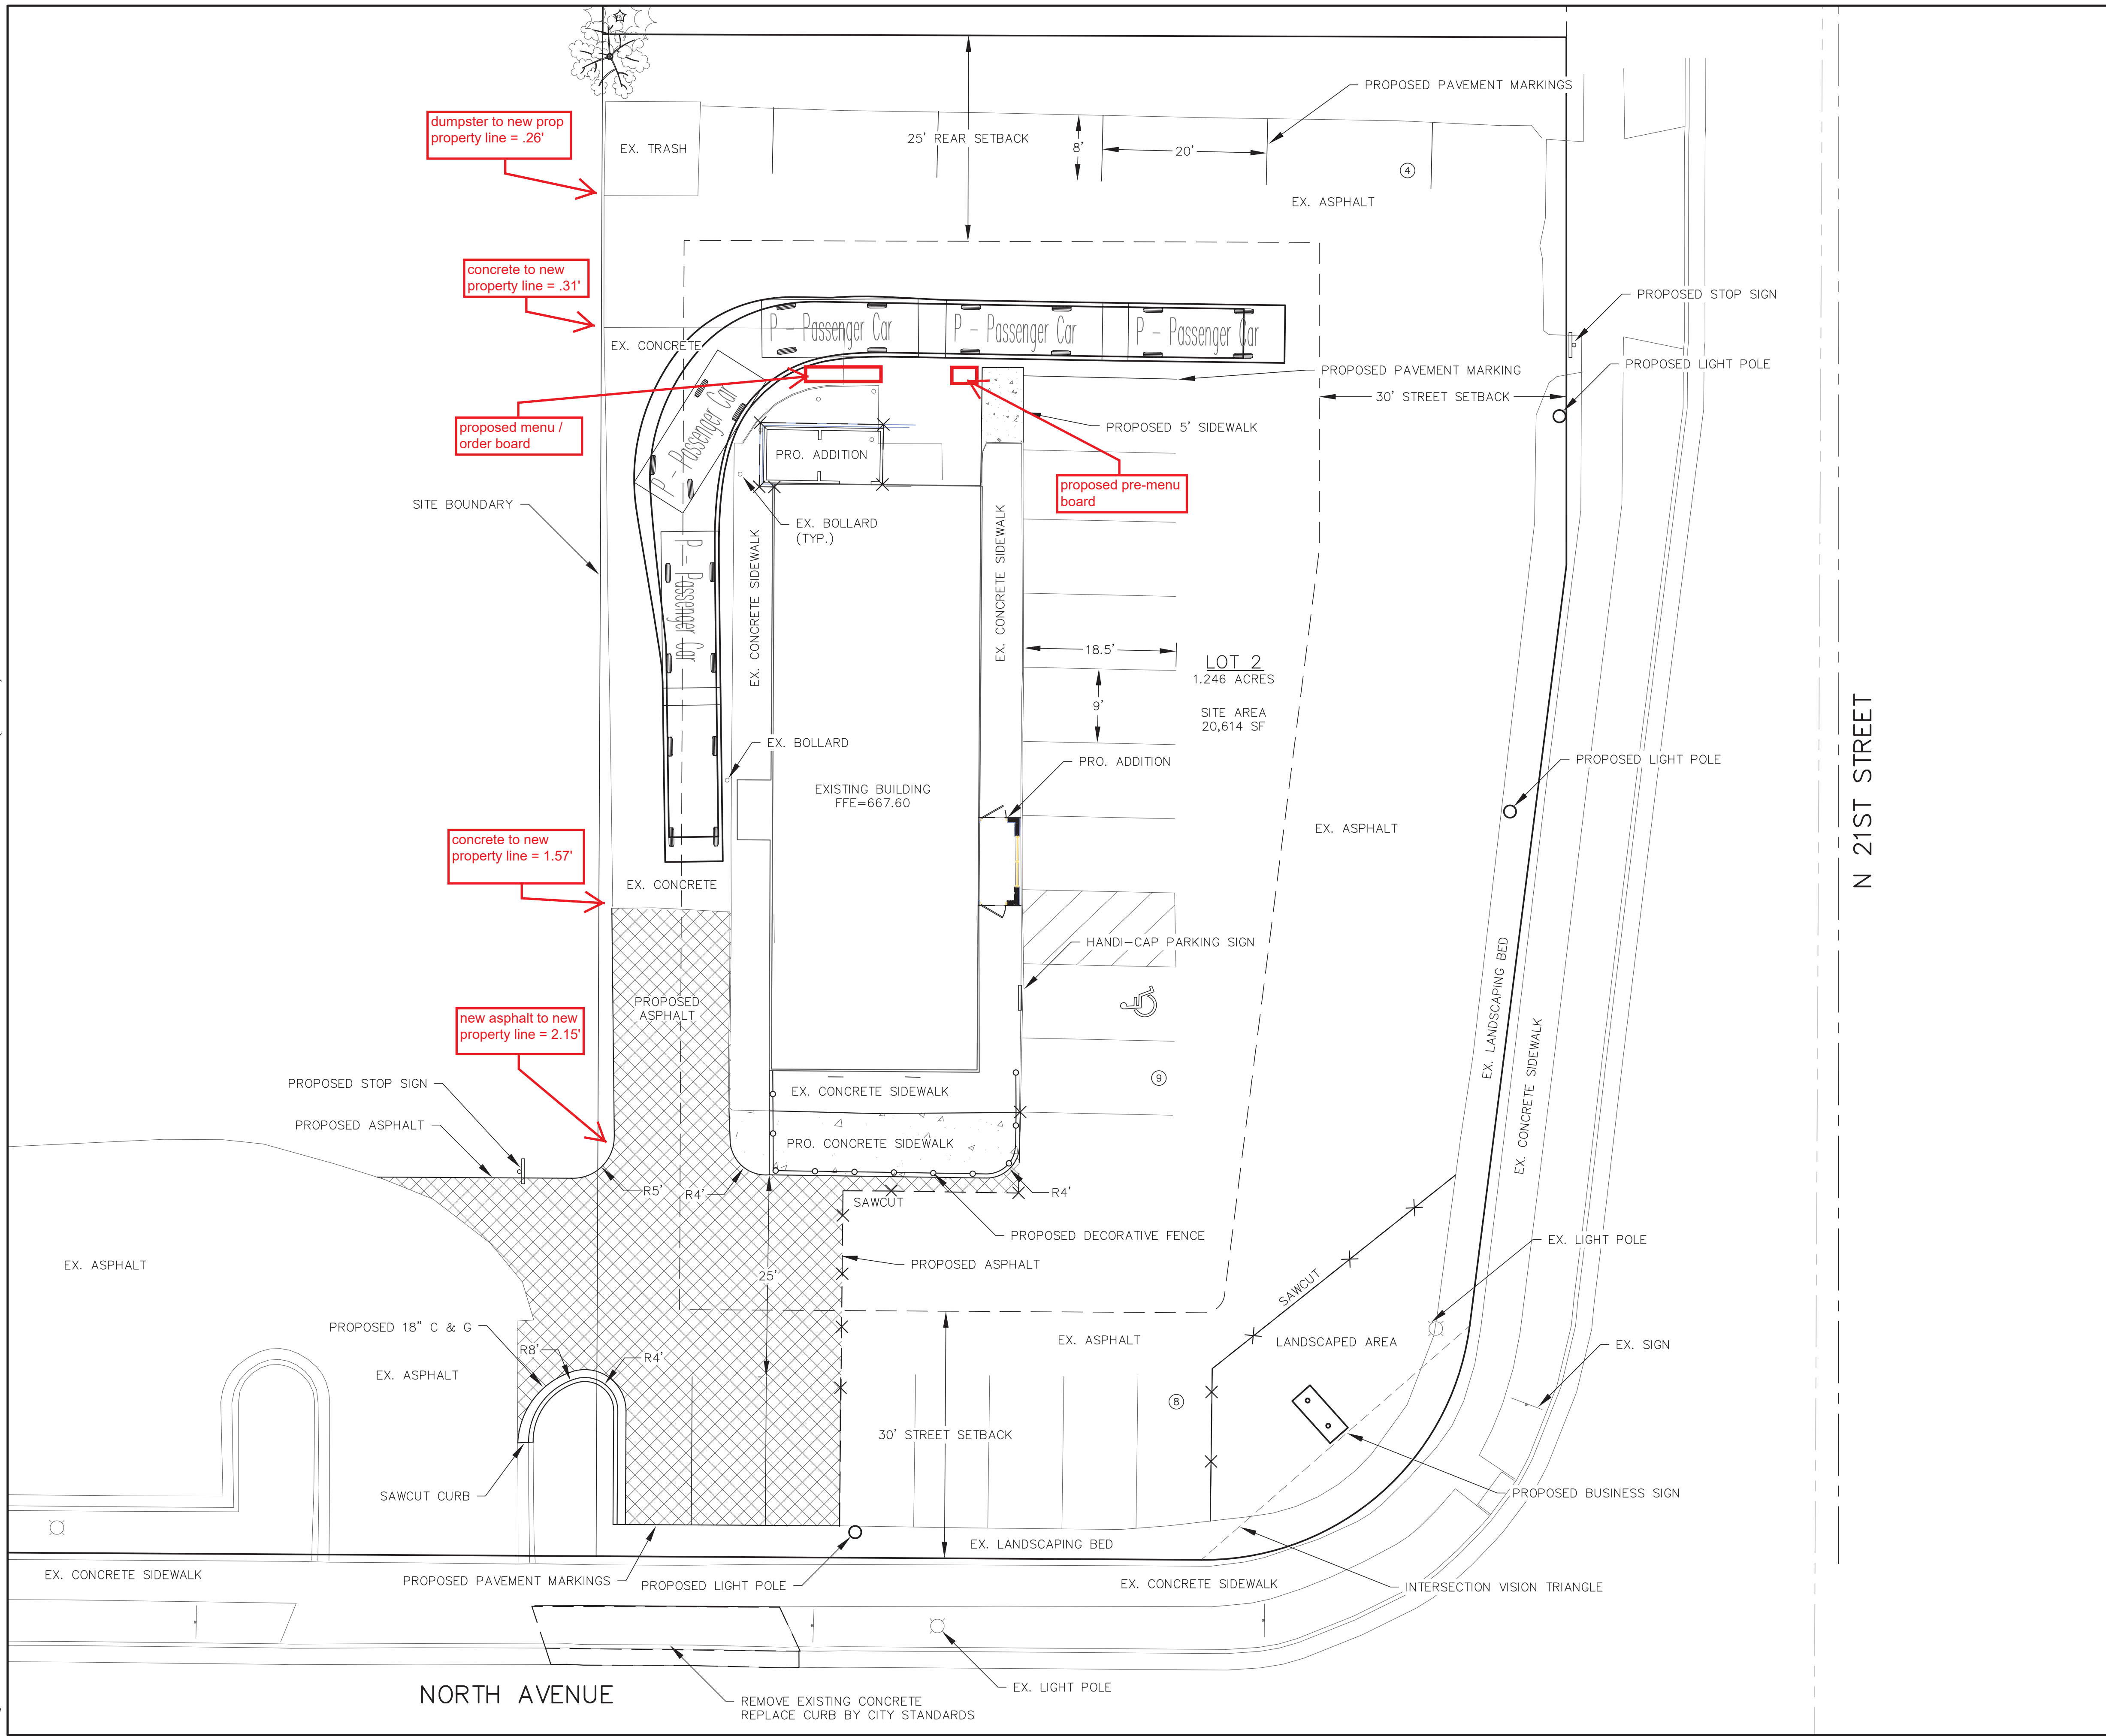 PROPOSED PAVEMENT MARKINGS
dumpster to new prop
property line = .26'
25' REAR SETBACK
8'
20'
EX. TRASH
4
EX. ASPHALT
concrete to new
property line = .31'
PROPOSED STOP SIGN
P - Passenger Car
P - Passenger Car
P - Passenger Car
EX. CONCRETE
PROPOSED LIGHT POLE
PROPOSED PAVEMENT MARKING
30' STREET SETBACK
P - Passenger Car
proposed menu /
order board
PROPOSED 5' SIDEWALK
PRO. ADDITION
proposed pre-menu
board
SITE BOUNDARY
EX. BOLLARD
(TYP.)
EX. CONCRETE SIDEWALK
EX. CONCRETE SIDEWALK
P - Passenger Car
18.5'
LOT 2
1.246 ACRES
9'
SITE AREA
20,614 SF
N 21ST STREET
EX. BOLLARD
PRO. ADDITION
PROPOSED LIGHT POLE
EXISTING BUILDING
FFE=667.60
EX. ASPHALT
concrete to new
property line = 1.57'
EX. CONCRETE
HANDI-CAP PARKING SIGN
EX. LANDSCAPING BED
PROPOSED
ASPHALT
new asphalt to new
property line = 2.15'
EX. CONCRETE SIDEWALK
PROPOSED STOP SIGN
9
EX. CONCRETE SIDEWALK
PROPOSED ASPHALT
PRO. CONCRETE SIDEWALK
R5'
R4'
R4'
SAWCUT
PROPOSED DECORATIVE FENCE
EX. LIGHT POLE
EX. ASPHALT
PROPOSED ASPHALT
25'
SAWCUT
PROPOSED 18" C & G
EX. ASPHALT
LANDSCAPED AREA
EX. SIGN
R8'
R4'
EX. ASPHALT
8
30' STREET SETBACK
SAWCUT CURB
PROPOSED BUSINESS SIGN
EX. LANDSCAPING BED
EX. CONCRETE SIDEWALK
PROPOSED PAVEMENT MARKINGS
PROPOSED LIGHT POLE
EX. CONCRETE SIDEWALK
INTERSECTION VISION TRIANGLE
EX. LIGHT POLE
NORTH AVENUE
REMOVE EXISTING CONCRETE
REPLACE CURB BY CITY STANDARDS